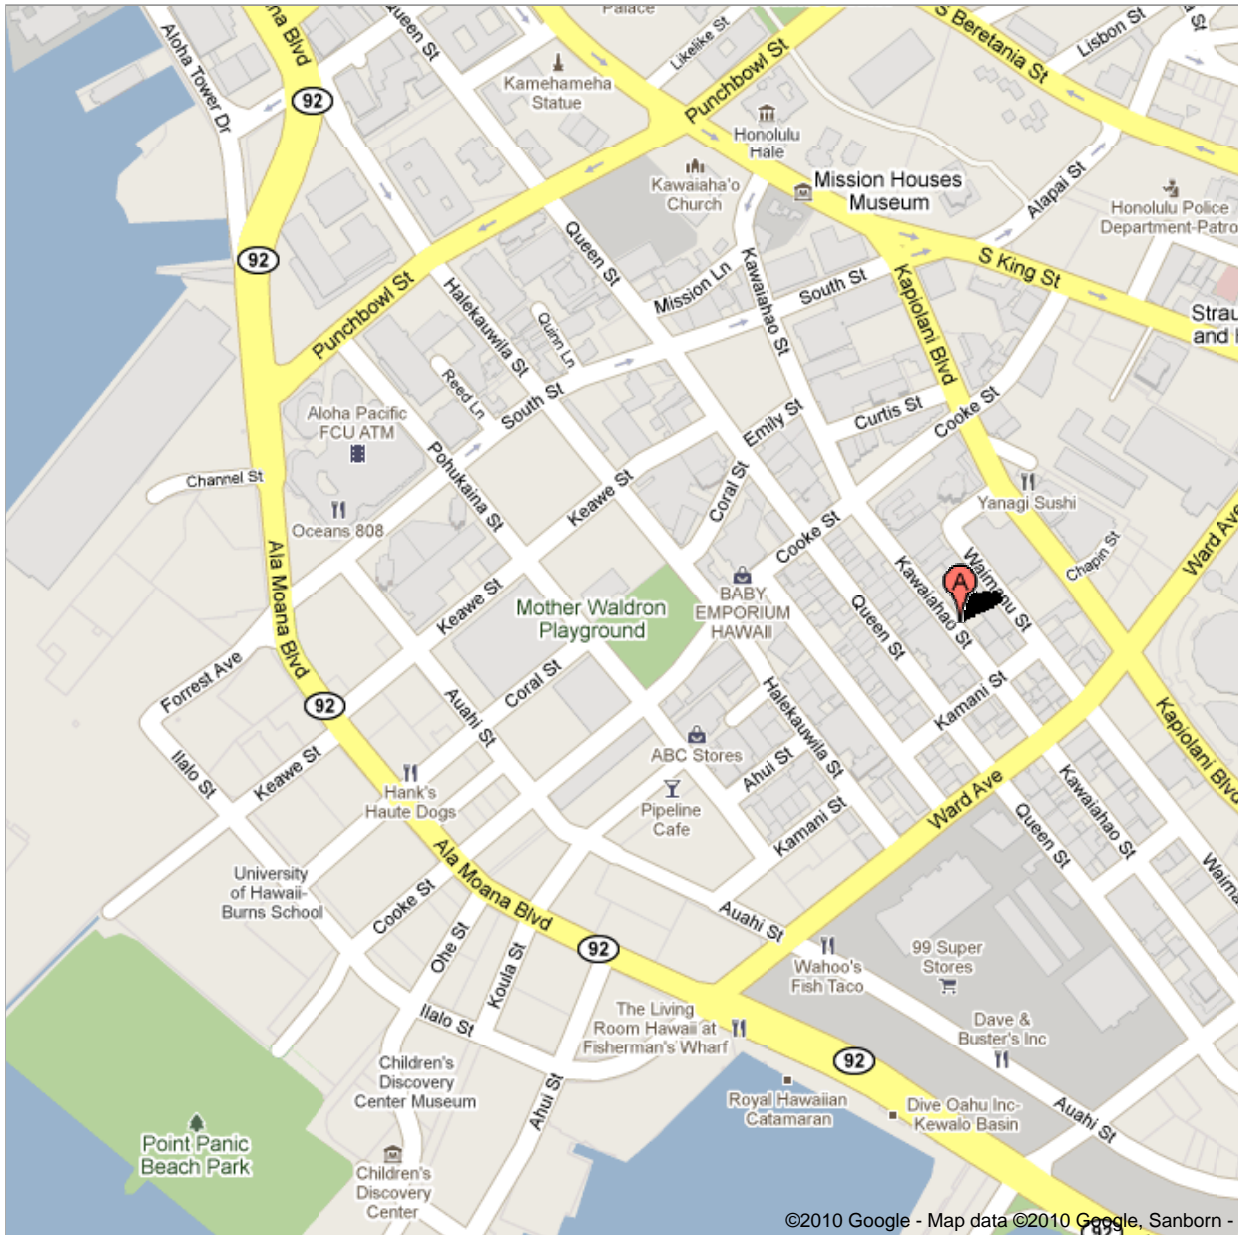 Palace
Ala Moana Blvd
Queen St
Likelike St
S Beretania St
Lisbon St
Aloha Tower Dr
92
Kamehameha
Statue
Punchbowl St
Honolulu
Hale
Kawaiaha'o
Church
Mission Houses
Museum
Alapai St
Honolulu Police
Department-Patro
92
Queen St
Mission Ln
Kawaiahao St
South St
S King St
Kapiolani Blvd
Punchbowl St
Halekauwila St
Quinn Ln
Reed Ln
South St
Strau
and
Aloha Pacific
FCU ATM
Emily St
Curtis St
Cooke St
Channel St
Pohukaina St
Keawe St
Coral St
Yanagi Sushi
Oceans 808
Cooke St
Chapin St
Ward Ave
Ala Moana Blvd
Keawe St
Mother Waldron
Playground
BABY
EMPORIUM
HAWAII
Queen St
Kawaiahao St
A
Waimanu St
Forrest Ave
Coral St
92
Auahi St
Halekauwila St
Kamani St
Kapiolani Blvd
Ilalo St
Keawe St
ABC Stores
Ahui St
Hank's
Haute Dogs
Pipeline
Cafe
Kamani St
Ward Ave
Queen St
Kawaiahao St
Waima
University
of Hawaii-
Burns School
Ala Moana Blvd
Cooke St
Ohe St
Koula St
92
Auahi St
Wahoo's
Fish Taco
99 Super
Stores
Ilalo St
The Living
Room Hawaii at
Fisherman's Wharf
Dave &
Buster's Inc
92
Children's
Discovery
Center Museum
Ahui St
Royal Hawaiian
Catamaran
Dive Oahu Inc-
Kewalo Basin
Auahi St
Point Panic
Beach Park
Children's
Discovery
Center
92
©2010 Google - Map data ©2010 Google, Sanborn -